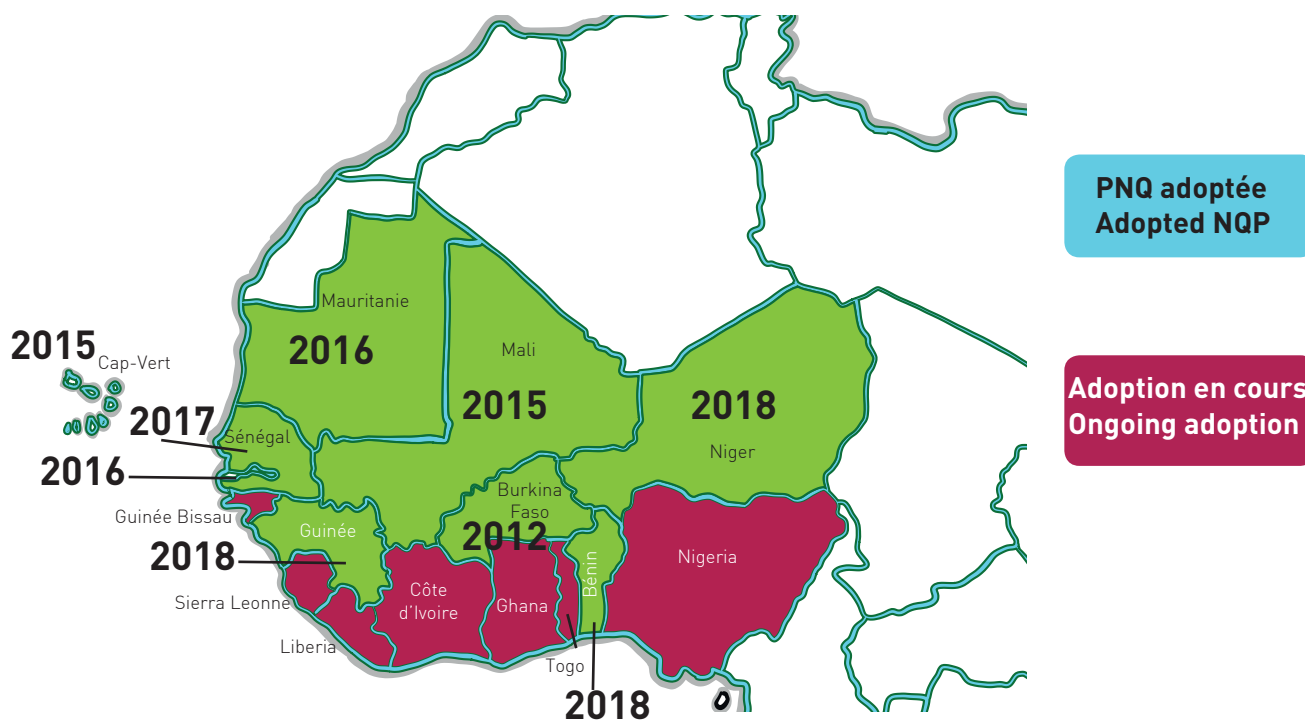 PNQ adoptée
Adopted NQP
Mauritanie
2016
2015
Cap-Vert
Mali
2015
2018
Niger
2017
Sénégal
2016
Burkina
Faso
2012
Guinée Bissau
Guinée
2018
Nigeria
Bénin
Côte
d'Ivoire
Ghana
Sierra Leonne
Liberia
Togo
2018
Adoption en cours
Ongoing adoption